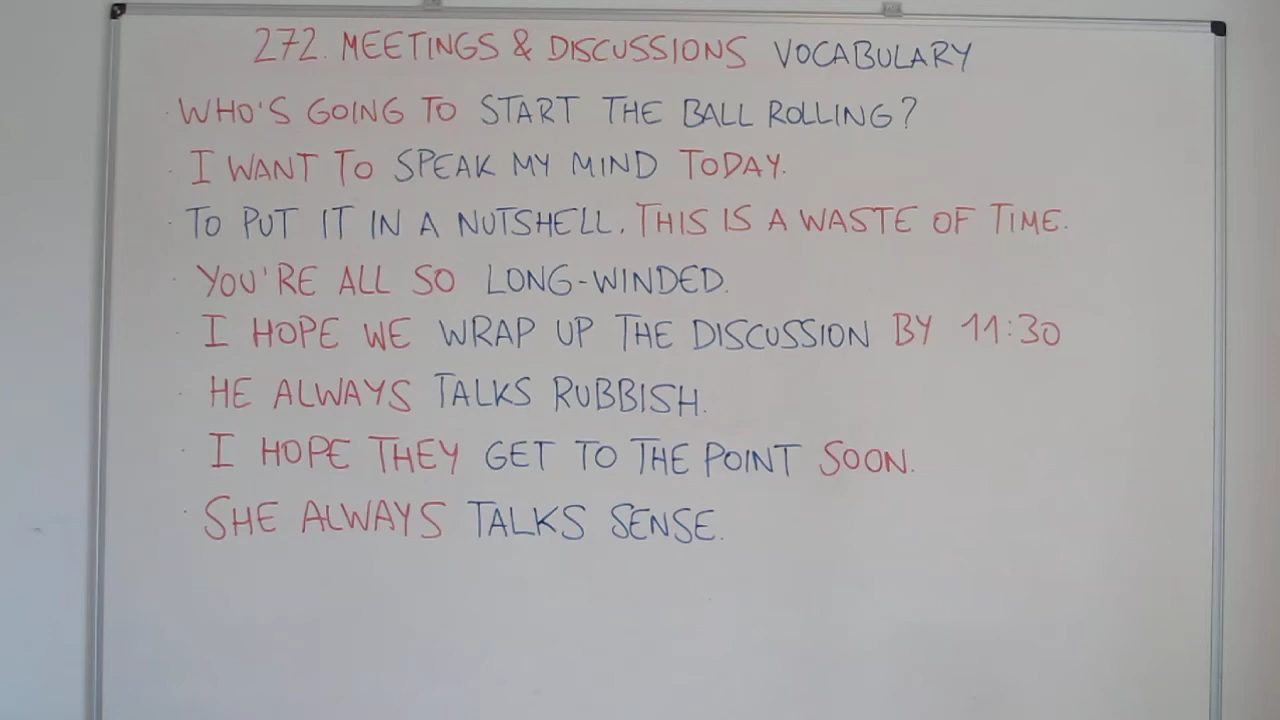 272. MEETINGS & DISCUSSIONS VOCABULARY
· WHO'S GOING TO START THE BALL ROLLING?
· I WANT TO SPEAK MY MIND TODAY.
· TO PUT IT IN A NUTSHELL, THIS IS A WASTE OF TIME.
· YOU'RE ALL SO LONG-WINDED.
· I HOPE WE WRAP UP THE DISCUSSION BY 11:30
· HE ALWAYS TALKS RUBBISH.
· I HOPE THEY GET TO THE POINT SOON.
· SHE ALWAYS TALKS SENSE.